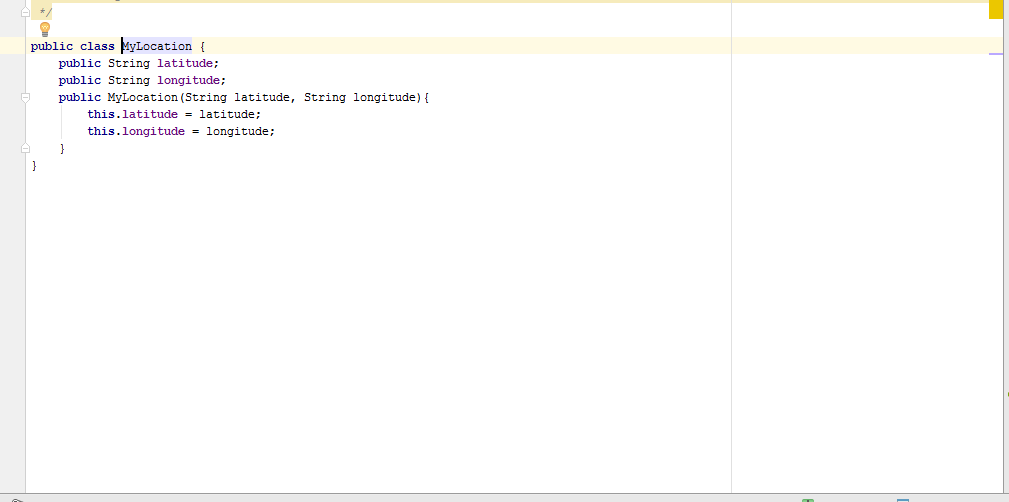 */
public class MyLocation {
    public String latitude;
    public String longitude;
    public MyLocation(String latitude, String longitude){
        this.latitude = latitude;
        this.longitude = longitude;
    }
}